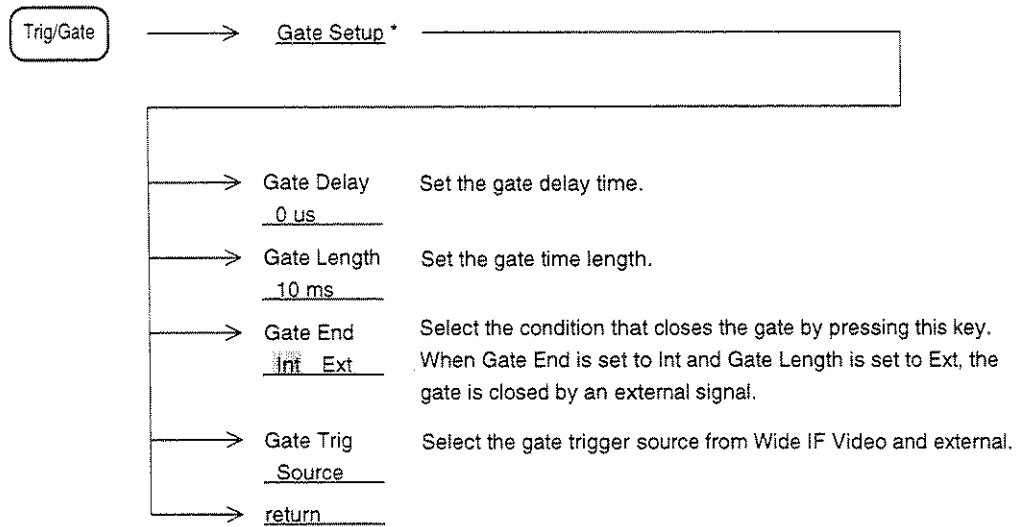 Trig/Gate
Gate Setup *
Gate Delay Set the gate delay time.
0 us
Gate Length Set the gate time length.
10 ms
Gate End Select the condition that closes the gate by pressing this key.
Int Ext When Gate End is set to Int and Gate Length is set to Ext, the
gate is closed by an external signal.
Gate Trig Select the gate trigger source from Wide IF Video and external.
Source
return